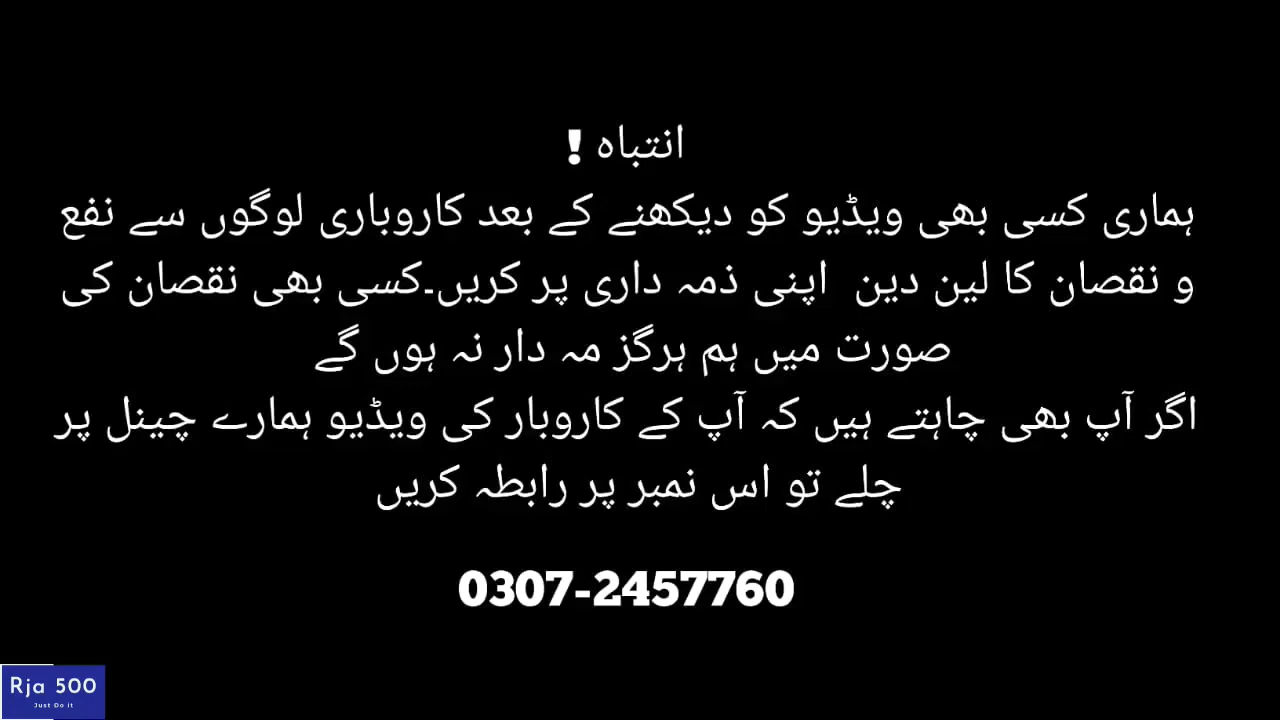 انتباہ !
ہماری کسی بھی ویڈیو کو دیکھنے کے بعد کاروباری لوگوں سے نفع
و نقصان کا لین دین اپنی ذمہ داری پر کریں۔کسی بھی نقصان کی
صورت میں ہم ہرگز مہ دار نہ ہوں گے
اگر آپ بھی چاہتے ہیں کہ آپ کے کاروبار کی ویڈیو ہمارے چینل پر
چلے تو اس نمبر پر رابطہ کریں
0307-2457760
Rja 500
Just Do it